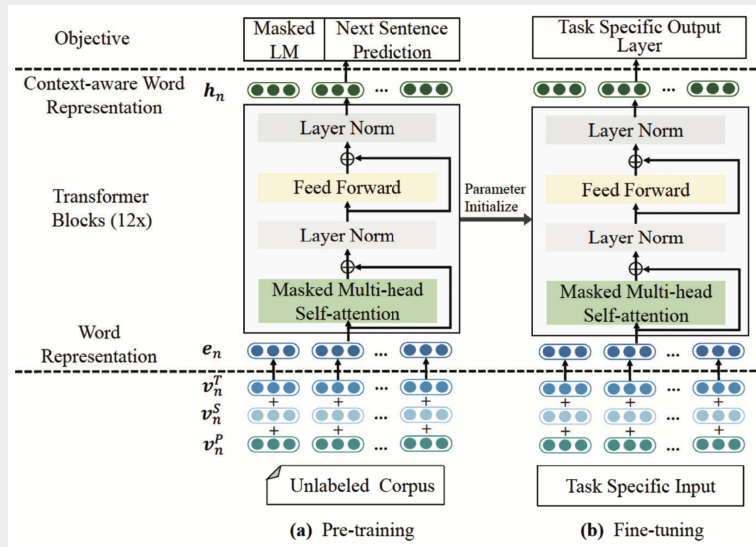 Objective
Masked LM
Next Sentence Prediction
Task Specific Output Layer
Context-aware Word Representation
h_n
...
...
Layer Norm
Layer Norm
Feed Forward
Feed Forward
Transformer Blocks (12x)
Parameter Initialize
Layer Norm
Layer Norm
Masked Multi-head Self-attention
Masked Multi-head Self-attention
Word Representation
e_n
...
...
v_n^T
...
...
+ + +
+ + +
v_n^S
...
...
+ + +
+ + +
v_n^P
...
...
Unlabeled Corpus
Task Specific Input
(a) Pre-training
(b) Fine-tuning